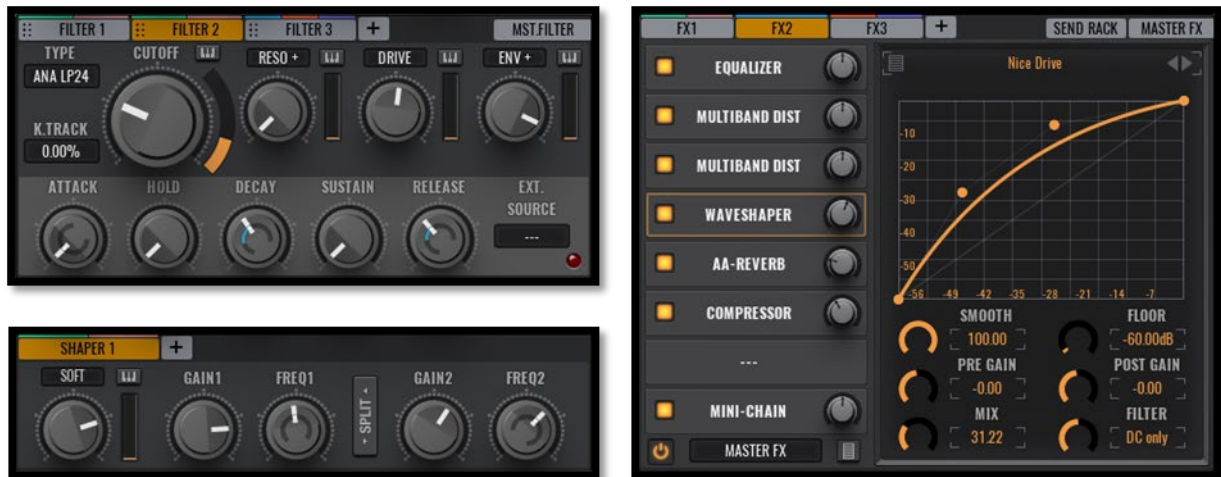 FILTER 1 FILTER 2 FILTER 3 + MST.FILTER
TYPE CUTOFF RESO + DRIVE ENV +
ANA LP24
K.TRACK
0.00%
ATTACK HOLD DECAY SUSTAIN RELEASE EXT.
SOURCE
---
SHAPER 1 +
SOFT GAIN1 FREQ1 SPLIT GAIN2 FREQ2
FX1 FX2 FX3 + SEND RACK MASTER FX
EQUALIZER
MULTIBAND DIST
MULTIBAND DIST
WAVESHAPER
AA-REVERB
COMPRESSOR
---
MINI-CHAIN
MASTER FX
Nice Drive
-10
-20
-30
-40
-50
-56 -49 -42 -35 -28 -21 -14 -7
SMOOTH FLOOR
100.00 -60.00dB
PRE GAIN POST GAIN
-0.00 -0.00
MIX FILTER
31.22 DC only